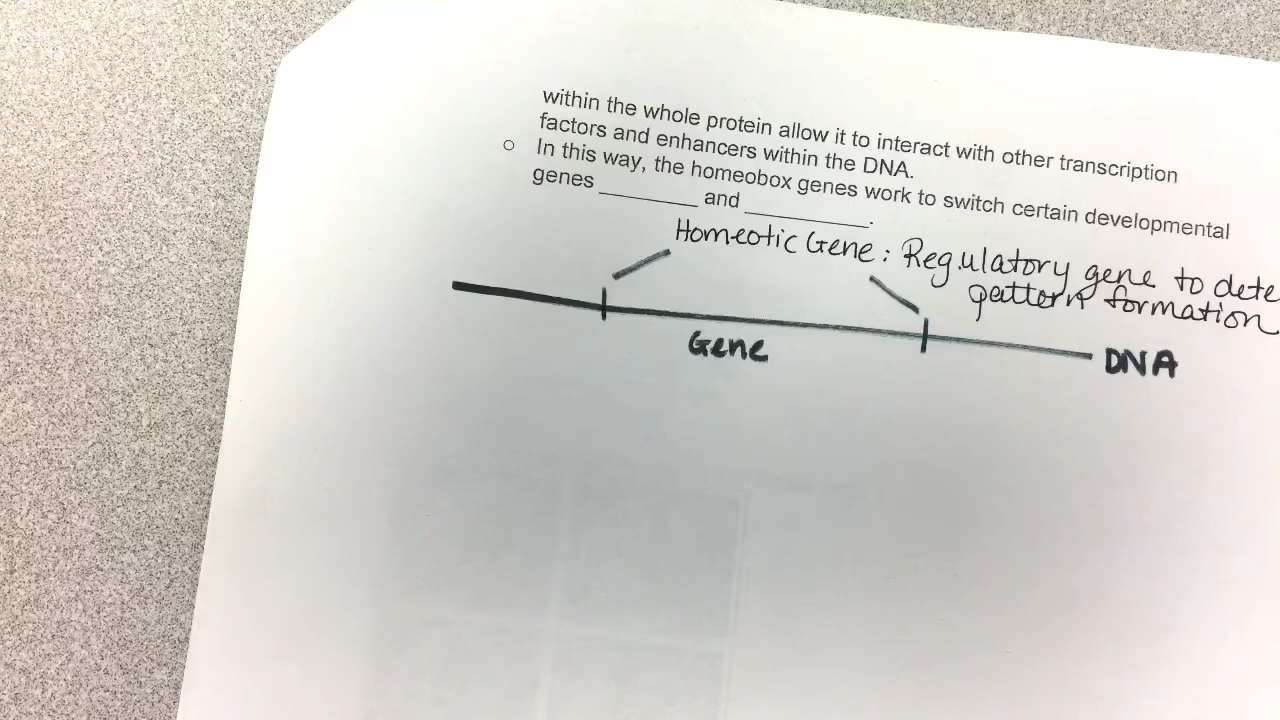 within the whole protein allow it to interact with other transcription
factors and enhancers within the DNA.
o In this way, the homeobox genes work to switch certain developmental
genes ________ and __________.
Homeotic Gene: Regulatory gene to dete
pattern formation
Gene
DNA